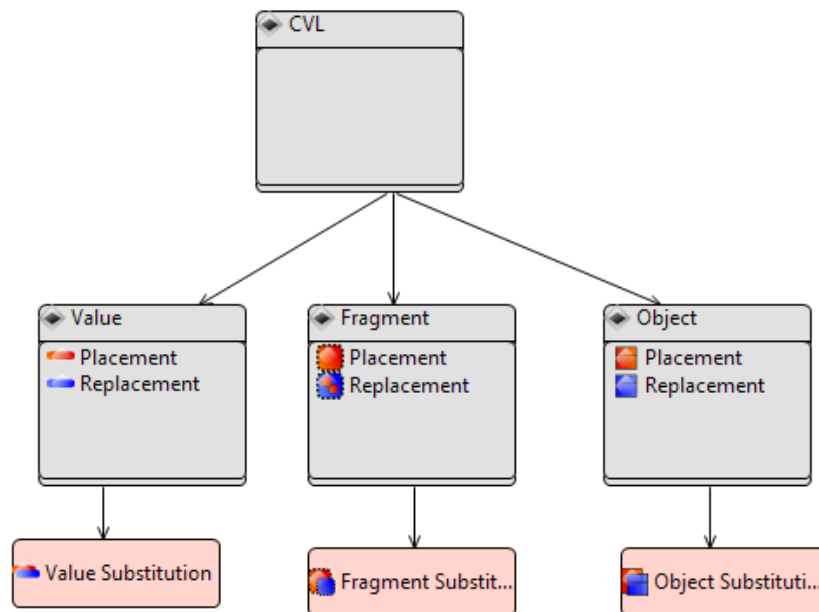 CVL
Value
Placement
Replacement
Fragment
Placement
Replacement
Object
Placement
Replacement
Value Substitution
Fragment Substit...
Object Substituti...